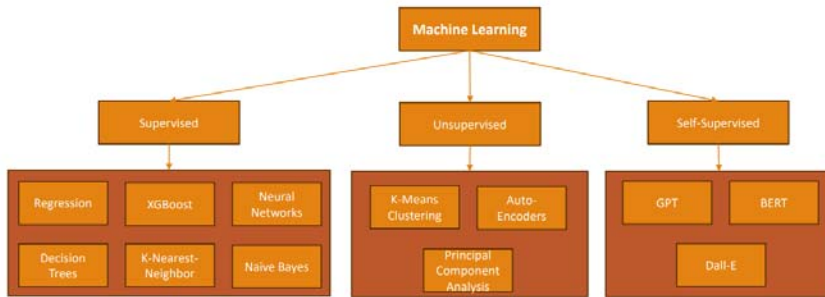 Machine Learning
Supervised
Unsupervised
Self-Supervised
Regression
XGBoost
Neural
Networks
Decision
Trees
K-Nearest-
Neighbor
Naïve Bayes
K-Means
Clustering
Auto-
Encoders
Principal
Component
Analysis
GPT
BERT
Dall-E